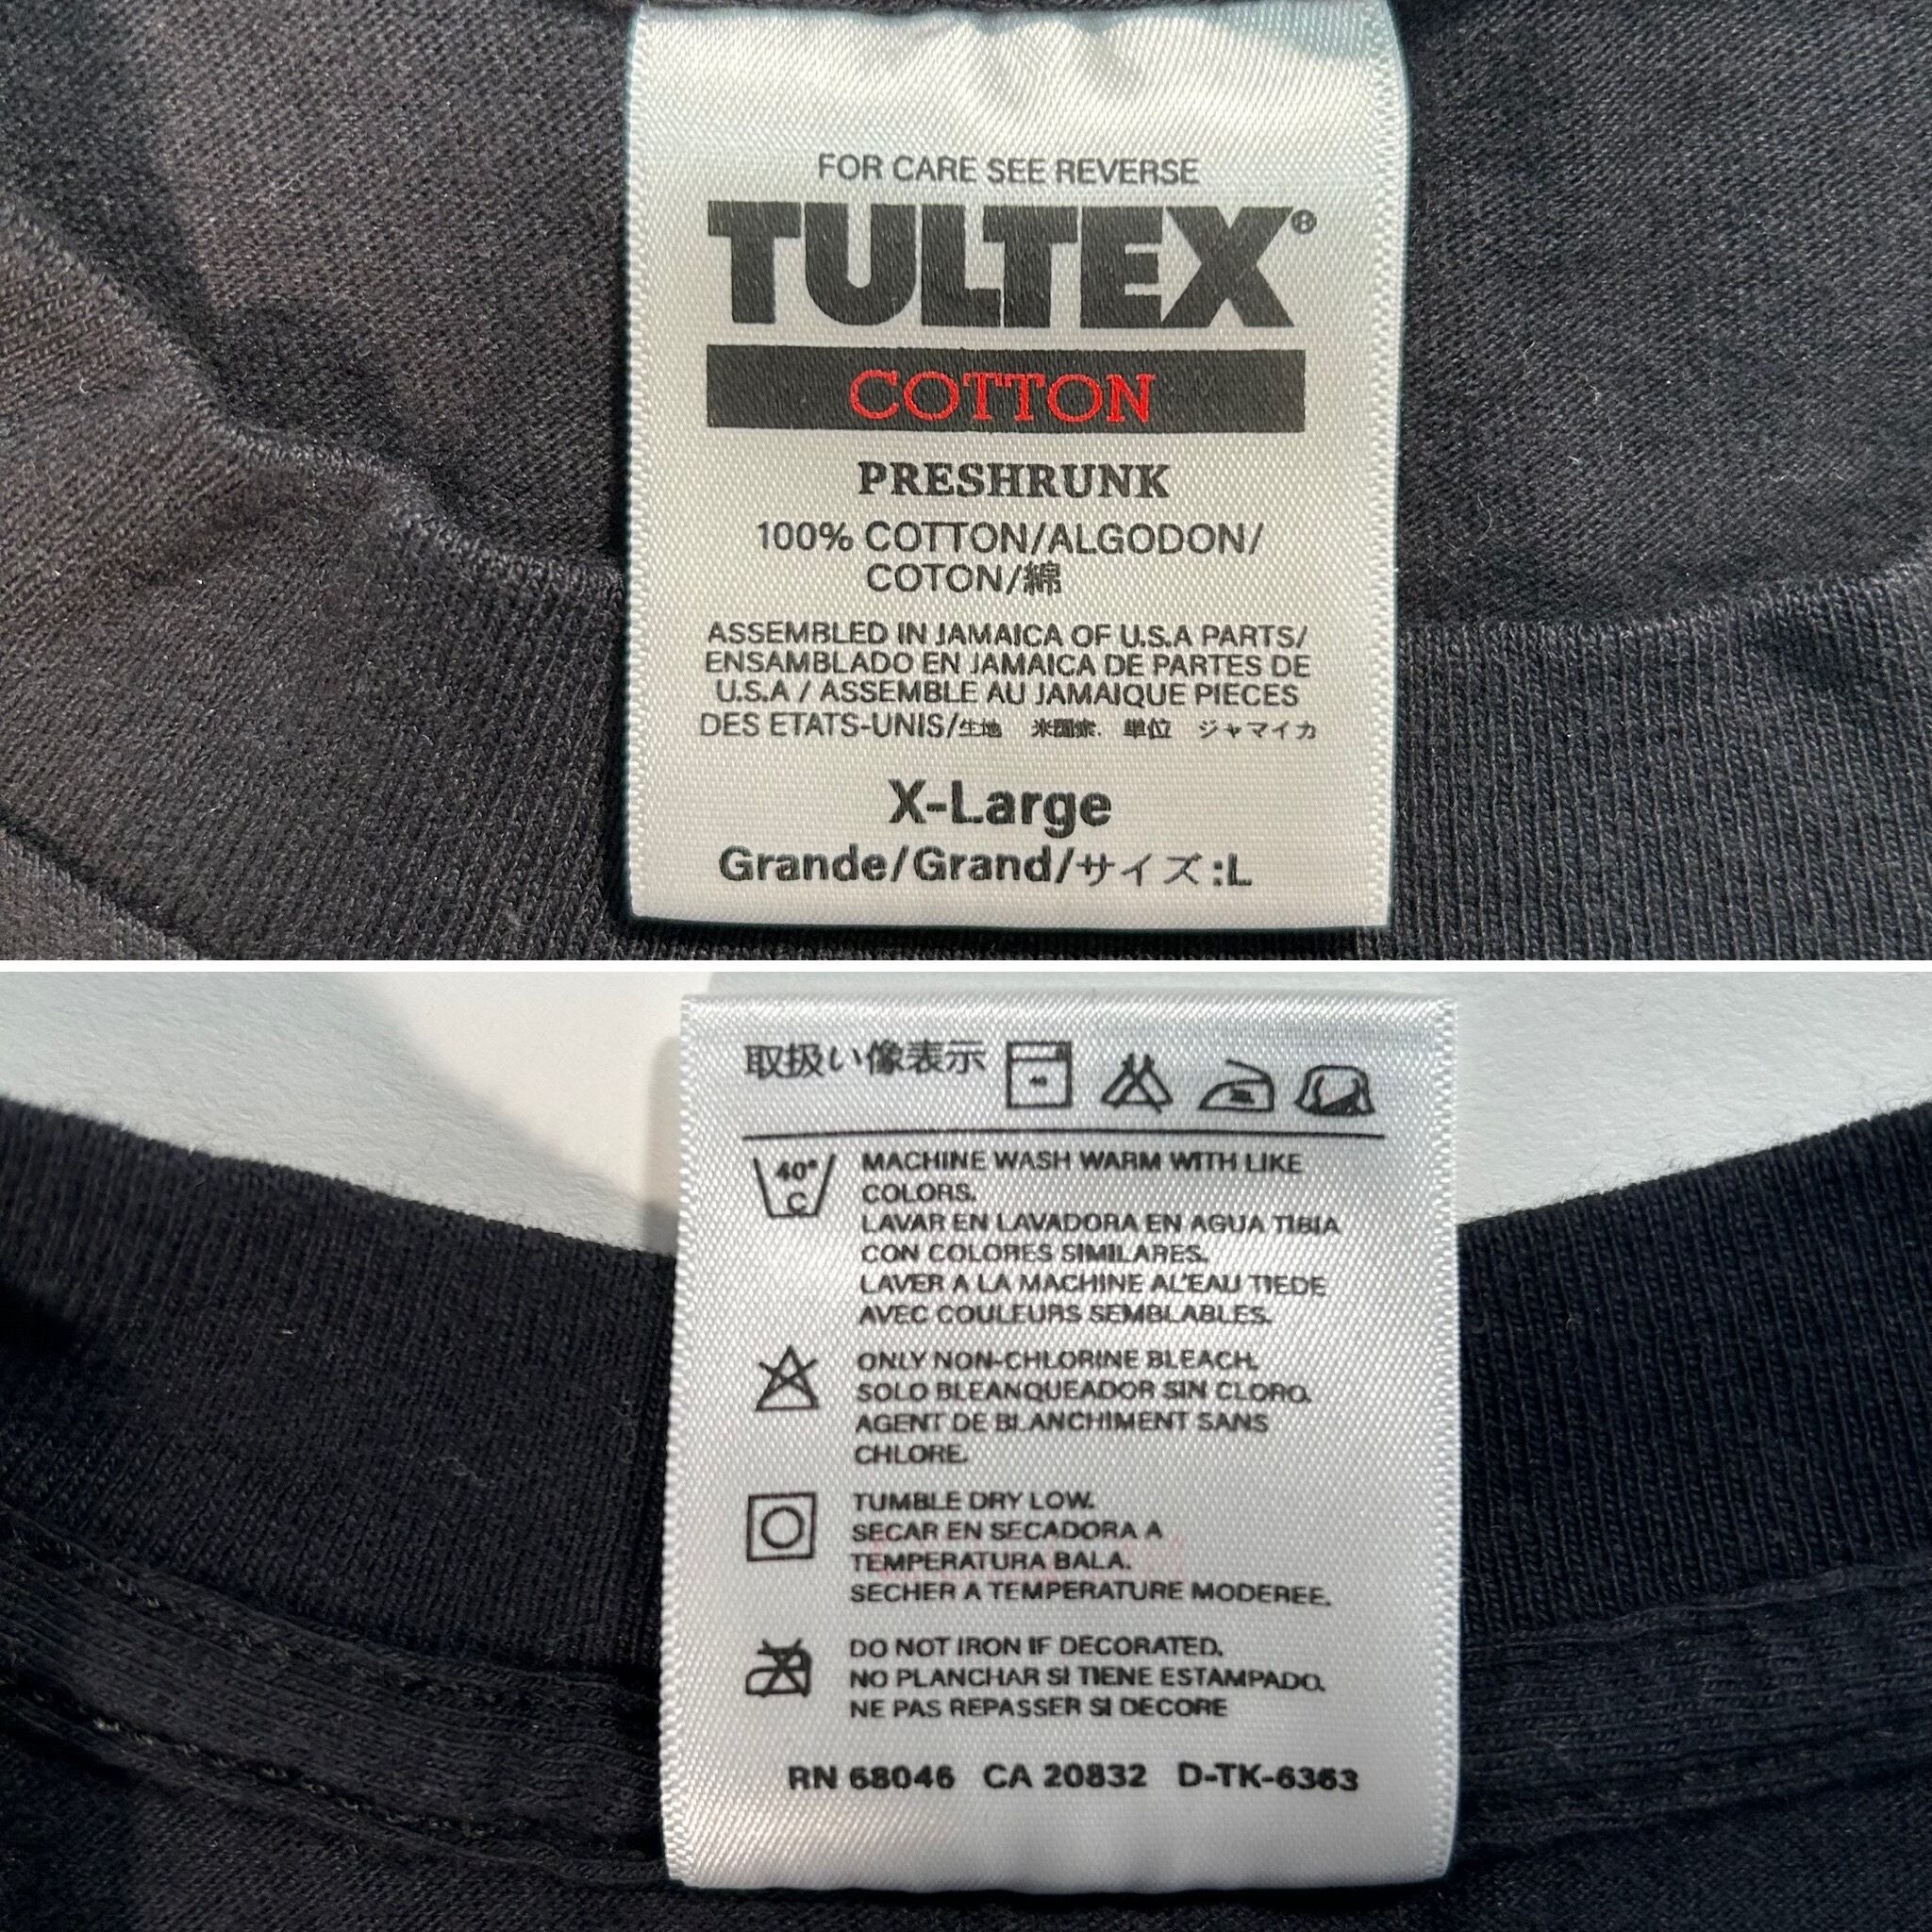 FOR CARE SEE REVERSE
TULTEX®
COTTON
PRESHRUNK
100% COTTON/ALGODON/
COTON/綿
ASSEMBLED IN JAMAICA OF U.S.A PARTS/
ENSAMBLADO EN JAMAICA DE PARTES DE
U.S.A / ASSEMBLE AU JAMAIQUE PIECES
DES ETATS-UNIS/生地 単位 ジャマイカ
X-Large
Grande/Grand/サイズ:L
取扱い像表示 40
40°
C
MACHINE WASH WARM WITH LIKE
COLORS.
LAVAR EN LAVADORA EN AGUA TIBIA
CON COLORES SIMILARES.
LAVER A LA MACHINE AL'EAU TIEDE
AVEC COULEURS SEMBLABLES.
ONLY NON-CHLORINE BLEACH.
SOLO BLEANQUEADOR SIN CLORO.
AGENT DE BLANCHIMENT SANS
CHLORE.
TUMBLE DRY LOW.
SECAR EN SECADORA A
TEMPERATURA BALA.
SECHER A TEMPERATURE MODEREE.
DO NOT IRON IF DECORATED.
NO PLANCHAR SI TIENE ESTAMPADO.
NE PAS REPASSER SI DECORE
RN 68046 CA 20832 D-TK-6363